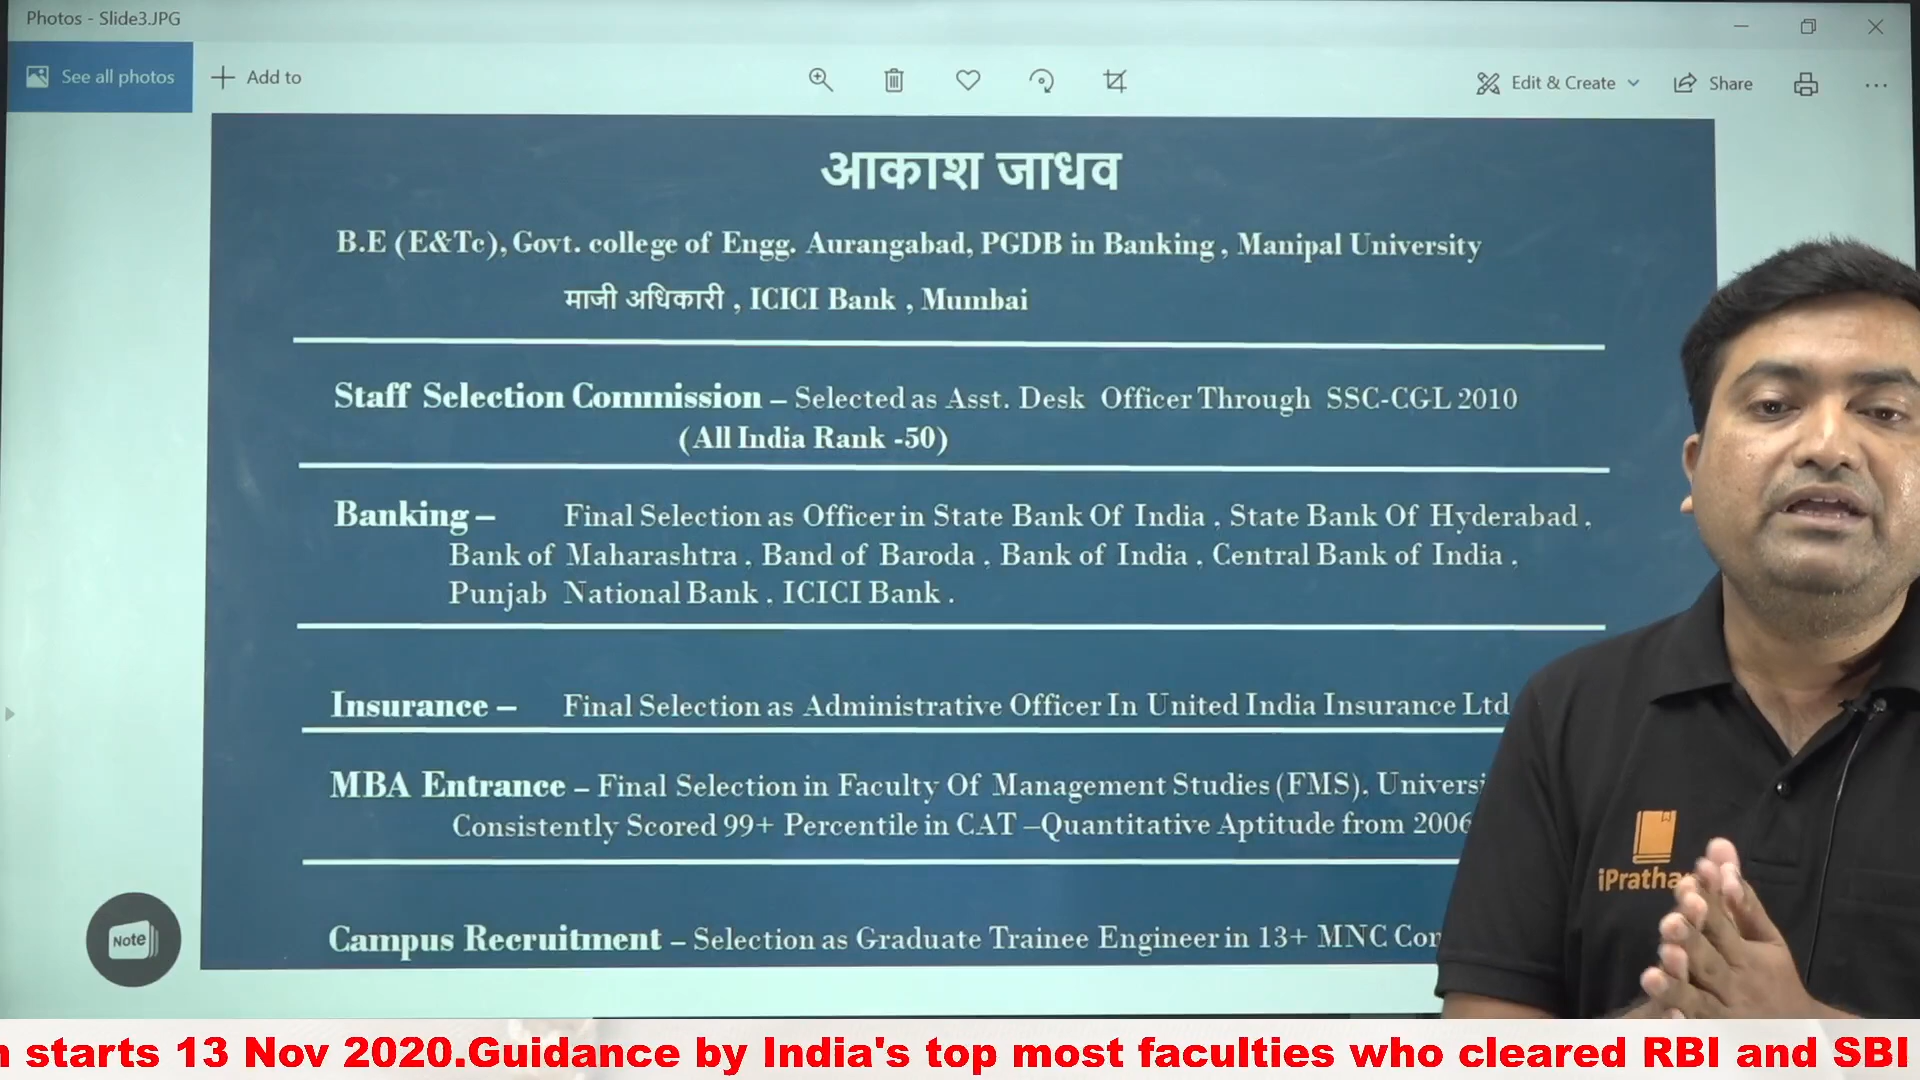 Photos - Slide3.JPG
See all photos
Add to
Edit & Create
Share
आकाश जाधव
B.E (E&Tc), Govt. college of Engg. Aurangabad, PGDB in Banking , Manipal University
माजी अधिकारी , ICICI Bank , Mumbai
Staff Selection Commission – Selected as Asst. Desk Officer Through SSC-CGL 2010
(All India Rank -50)
Banking – Final Selection as Officer in State Bank Of India , State Bank Of Hyderabad ,
Bank of Maharashtra , Band of Baroda , Bank of India , Central Bank of India ,
Punjab National Bank , ICICI Bank .
Insurance – Final Selection as Administrative Officer In United India Insurance Ltd
MBA Entrance – Final Selection in Faculty Of Management Studies (FMS),
Consistently Scored 99+ Percentile in CAT –Quantitative Aptitude from 2006
Campus Recruitment – Selection as Graduate Trainee Engineer in 13+ MNC
Note
starts 13 Nov 2020.Guidance by India's top most faculties who cleared RBI and SBI